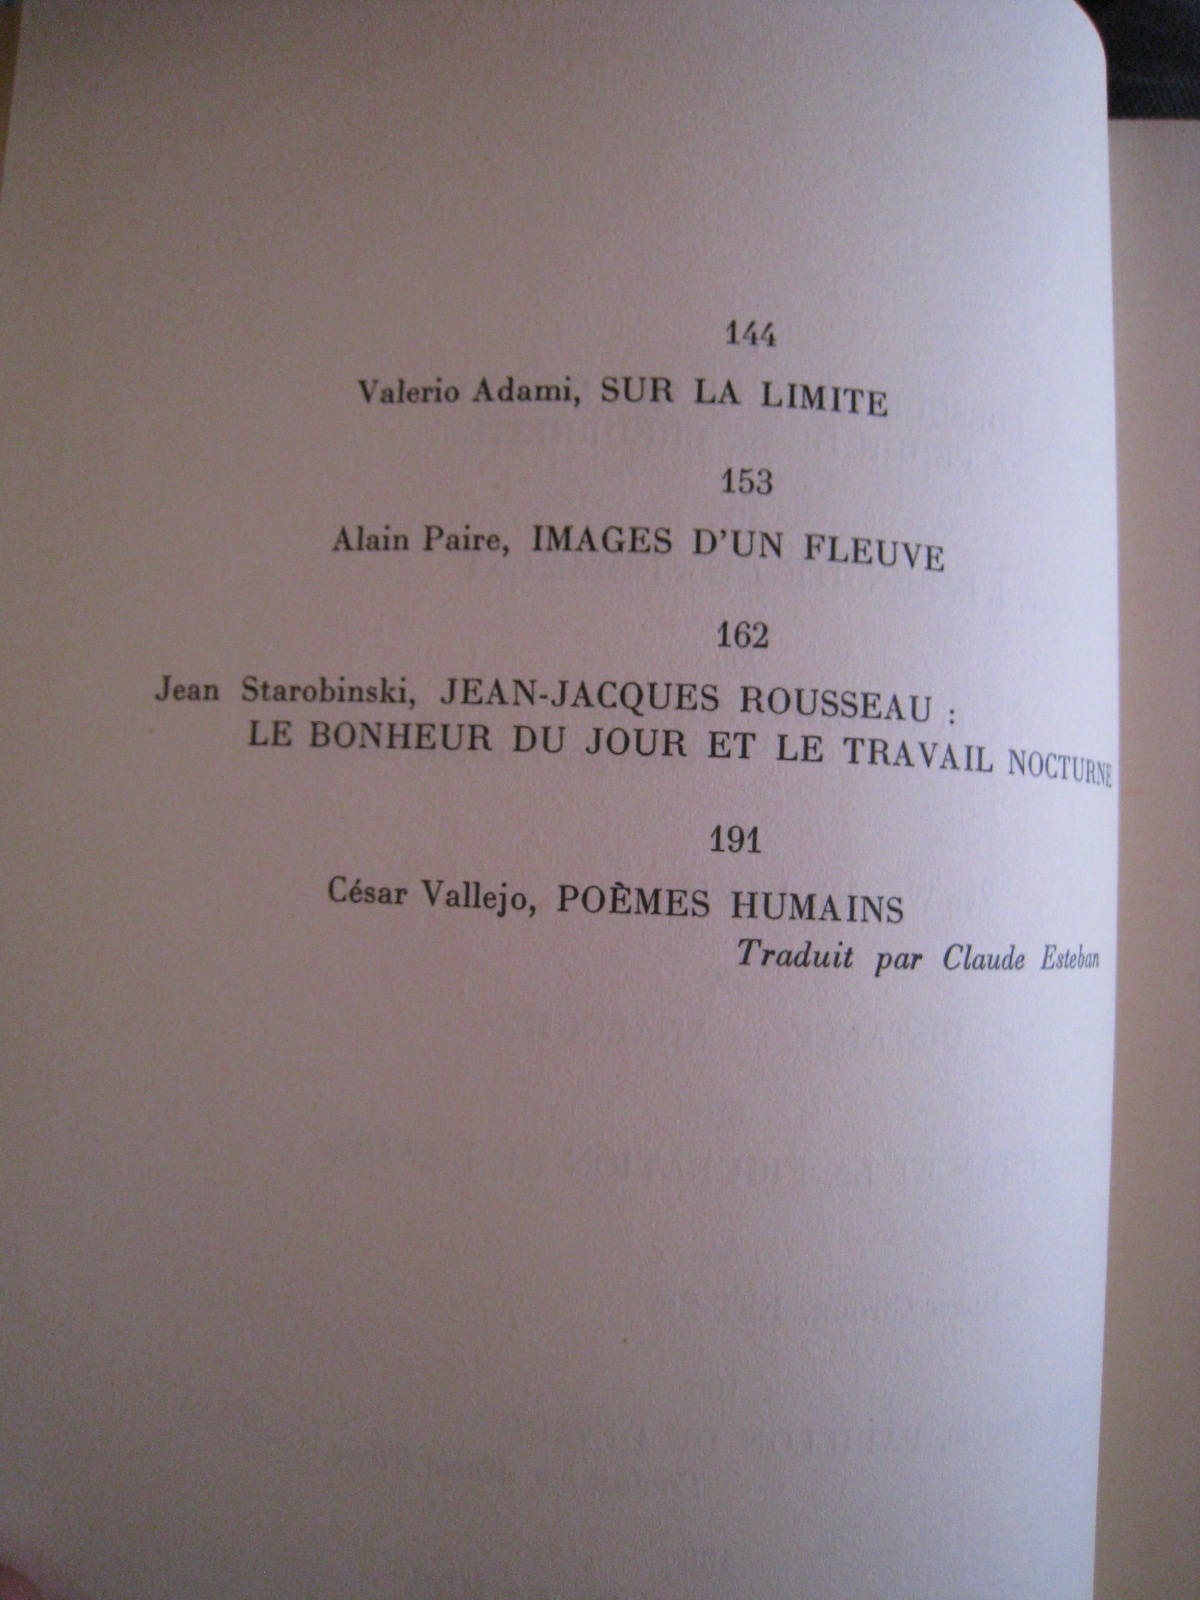 144
Valerio Adami, SUR LA LIMITE
153
Alain Paire, IMAGES D'UN FLEUVE
162
Jean Starobinski, JEAN-JACQUES ROUSSEAU :
LE BONHEUR DU JOUR ET LE TRAVAIL NOCTURNE
191
César Vallejo, POÈMES HUMAINS
Traduit par Claude Esteban